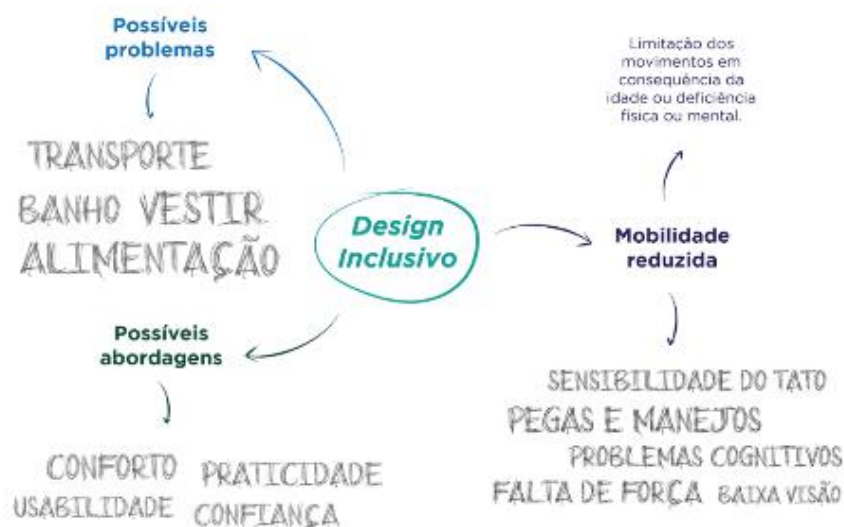 Possíveis
problemas
TRANSPORTE
BANHO VESTIR
ALIMENTAÇÃO
Design
Inclusivo
Limitação dos
movimentos em
consequência da
idade ou deficiência
física ou mental.
Mobilidade
reduzida
SENSIBILIDADE DO TATO
PEGAS E MANEJOS
PROBLEMAS COGNITIVOS
FALTA DE FORÇA BAIXA VISÃO
Possíveis
abordagens
CONFORTO PRATICIDADE
USABILIDADE CONFIANÇA